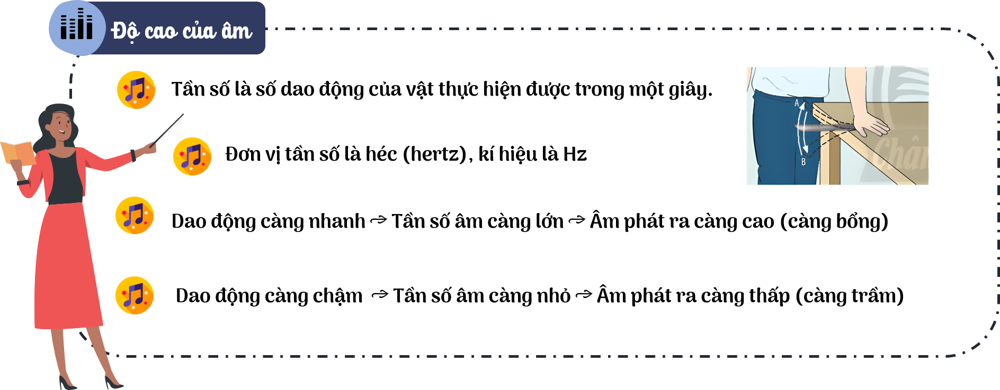 Độ cao của âm
Tần số là số dao động của vật thực hiện được trong một giây.
A
Đơn vị tần số là héc (hertz), kí hiệu là Hz
Chân
B
Dao động càng nhanh ➩ Tần số âm càng lớn ➩ Âm phát ra càng cao (càng bổng)
Dao động càng chậm ➩ Tần số âm càng nhỏ ➩ Âm phát ra càng thấp (càng trầm)